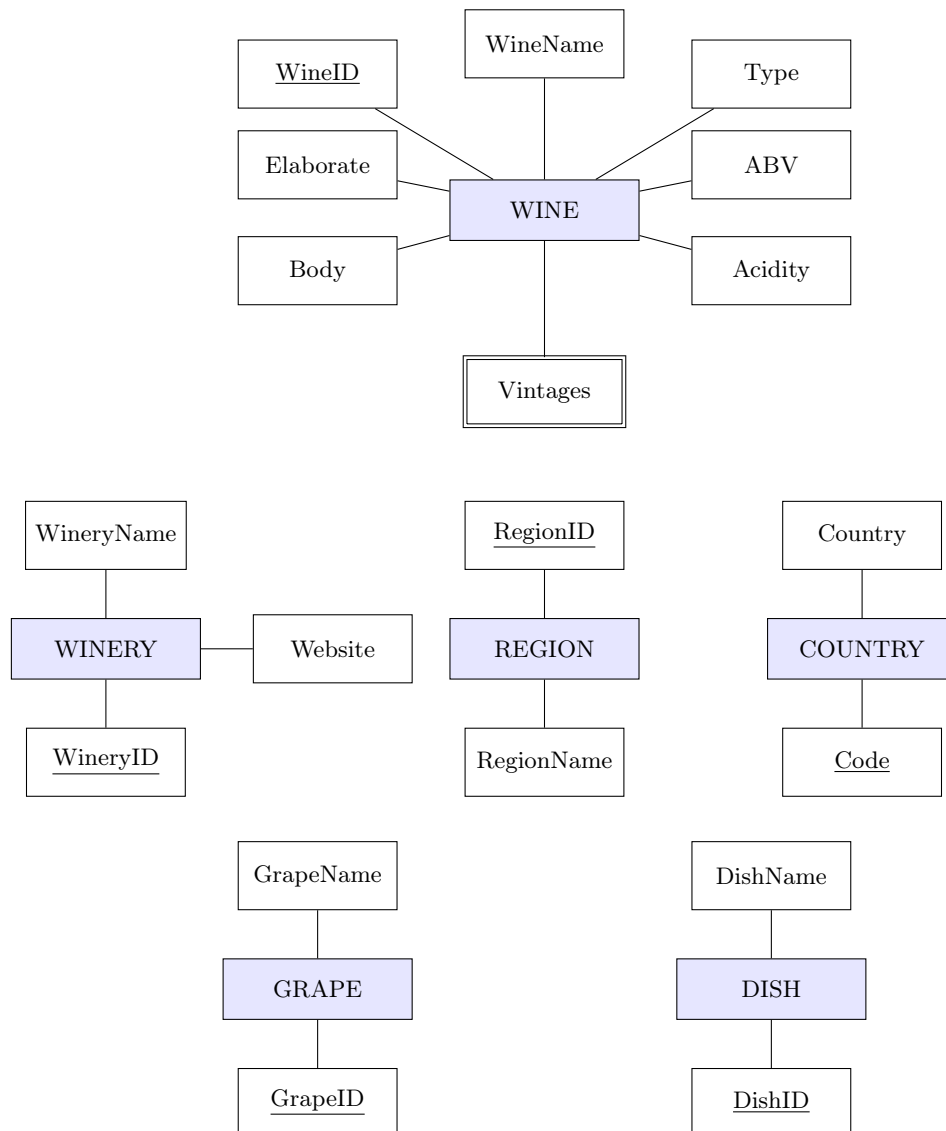 WineName
WineID
Type
Elaborate
ABV
WINE
Body
Acidity
Vintages
WineryName
RegionID
Country
WINERY
Website
REGION
COUNTRY
WineryID
RegionName
Code
GrapeName
DishName
GRAPE
DISH
GrapeID
DishID